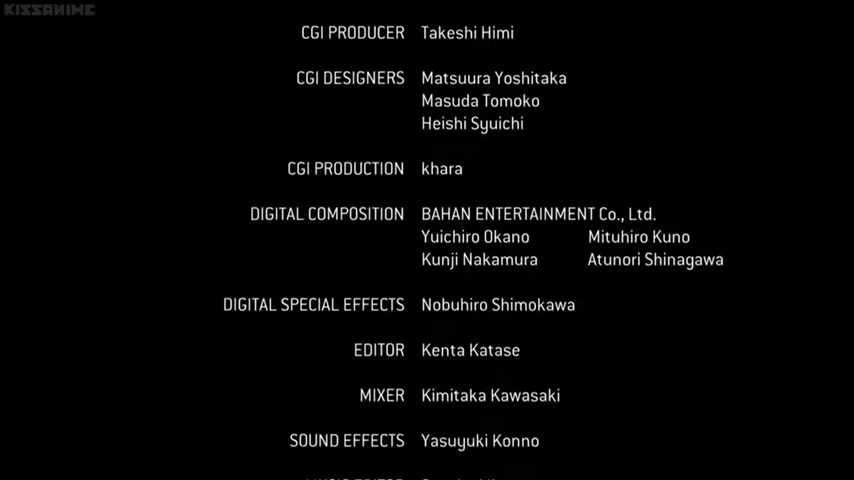 KISSANIME
CGI PRODUCER Takeshi Himi
CGI DESIGNERS Matsuura Yoshitaka
Masuda Tomoko
Heishi Syuichi
CGI PRODUCTION khara
DIGITAL COMPOSITION BAHAN ENTERTAINMENT Co., Ltd.
Yuichiro Okano Mituhiro Kuno
Kunji Nakamura Atunori Shinagawa
DIGITAL SPECIAL EFFECTS Nobuhiro Shimokawa
EDITOR Kenta Katase
MIXER Kimitaka Kawasaki
SOUND EFFECTS Yasuyuki Konno